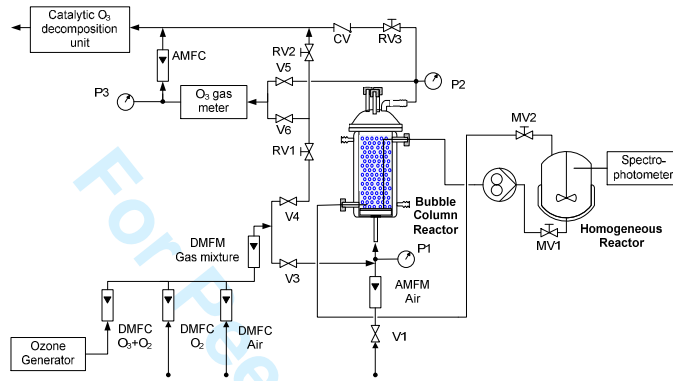 Catalytic O3
decomposition
unit
AMFC
P3
O3 gas
meter
RV2
V5
V6
RV1
CV
RV3
P2
MV2
Spectro-
photometer
Bubble
Column
Reactor
Homogeneous
Reactor
MV1
V4
DMFM
Gas mixture
V3
P1
AMFM
Air
V1
DMFC
O3+O2
DMFC
O2
DMFC
Air
Ozone
Generator
For Pee